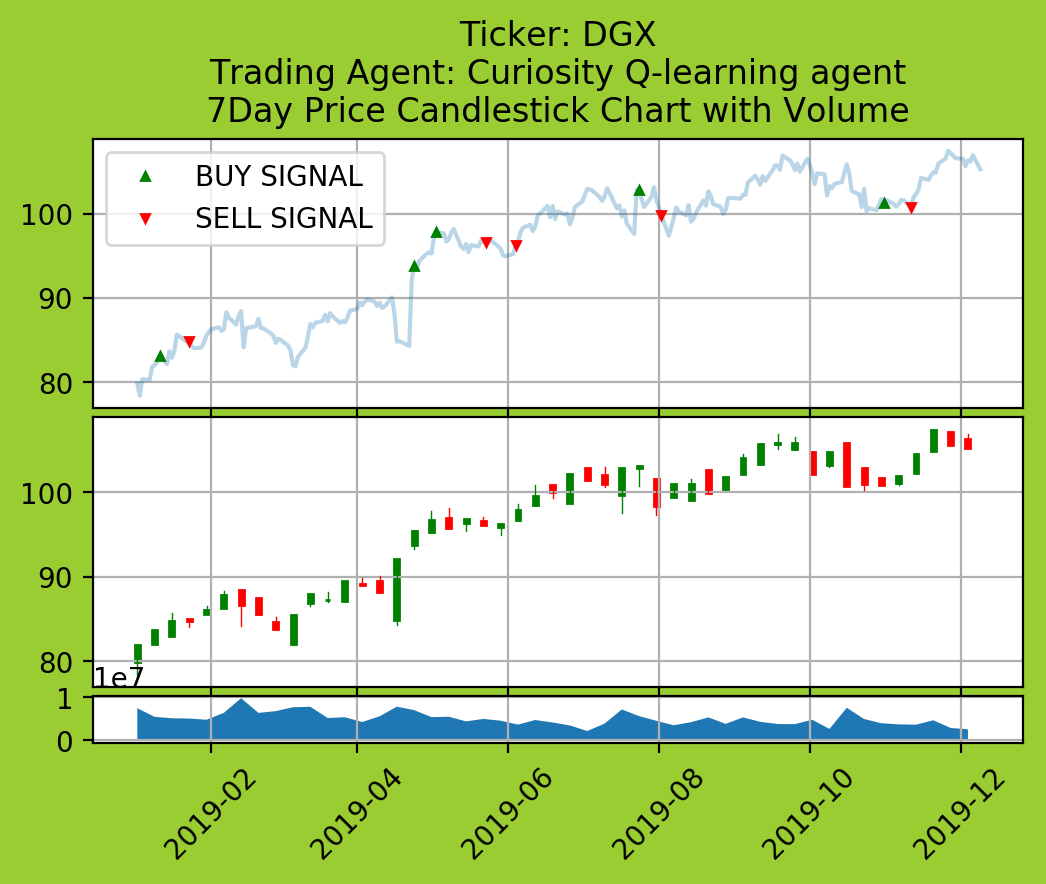 Ticker: DGX
Trading Agent: Curiosity Q-learning agent
7Day Price Candlestick Chart with Volume
BUY SIGNAL
SELL SIGNAL
100
90
80
100
90
80
1e7
1
0
2019-02
2019-04
2019-06
2019-08
2019-10
2019-12